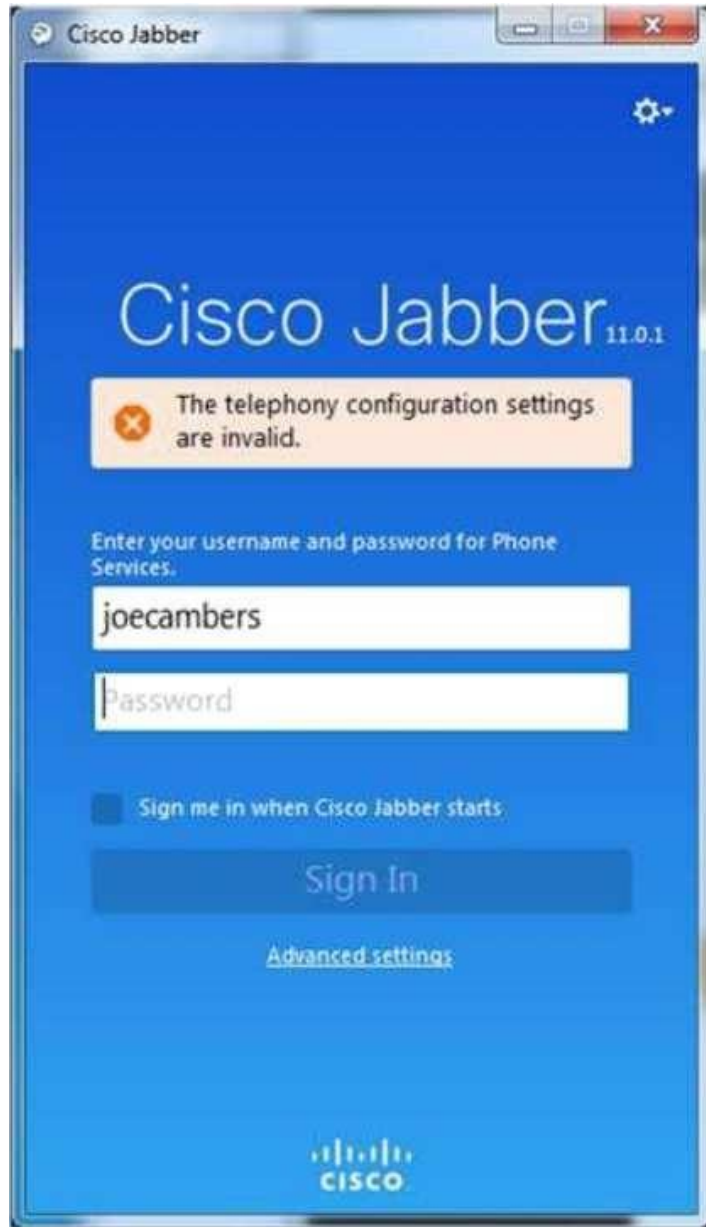 Cisco Jabber
Cisco Jabber 11.0.1
The telephony configuration settings
are invalid.
Enter your username and password for Phone
Services.
joecambers
Password
Sign me in when Cisco Jabber starts
Sign In
Advanced settings
CISCO